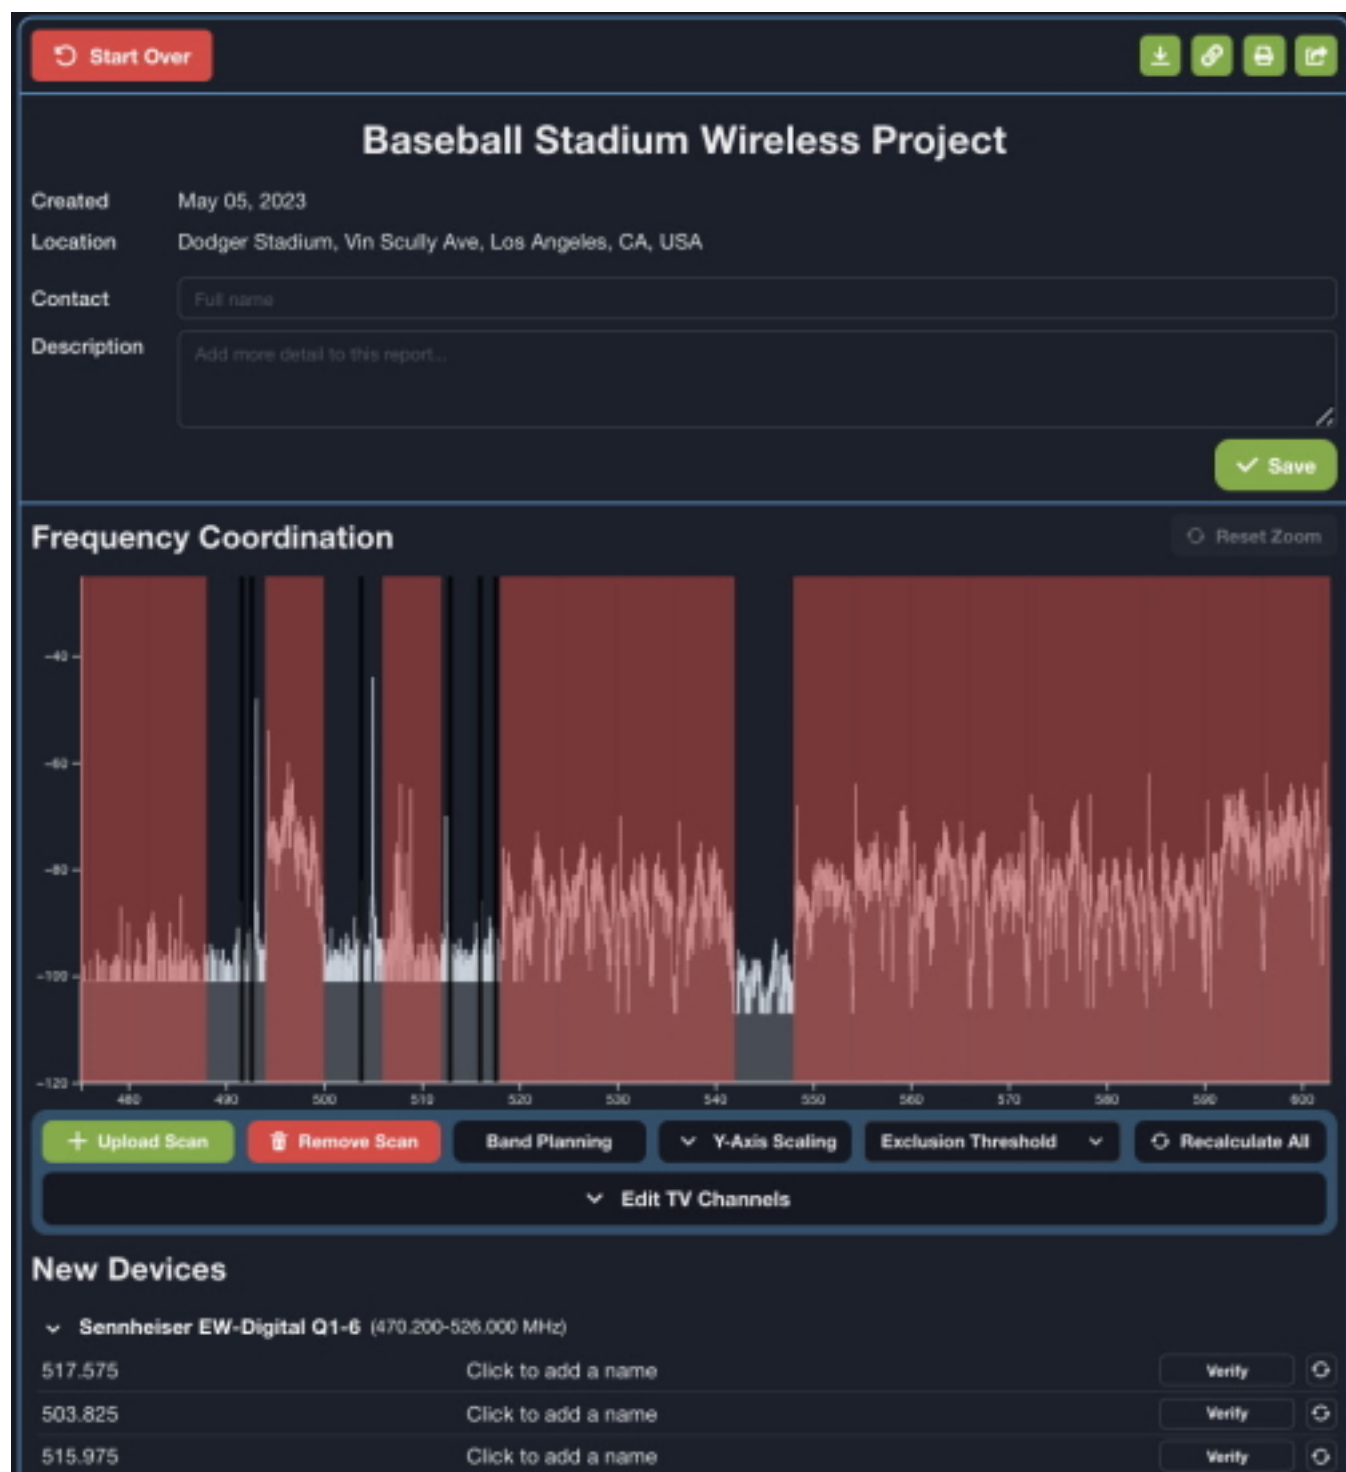 Start Over
Baseball Stadium Wireless Project
Created May 05, 2023
Location Dodger Stadium, Vin Scully Ave, Los Angeles, CA, USA
Contact Full name
Description Add more detail to this report...
Save
Frequency Coordination Reset Zoom
-40
-60
-80
-100
-120
480 490 500 510 520 530 540 550 560 570 580 590 600
Upload Scan Remove Scan Band Planning Y-Axis Scaling Exclusion Threshold Recalculate All
Edit TV Channels
New Devices
Sennheiser EW-Digital Q1-6 (470.200-526.000 MHz)
517.575 Click to add a name Verify
503.825 Click to add a name Verify
515.975 Click to add a name Verify